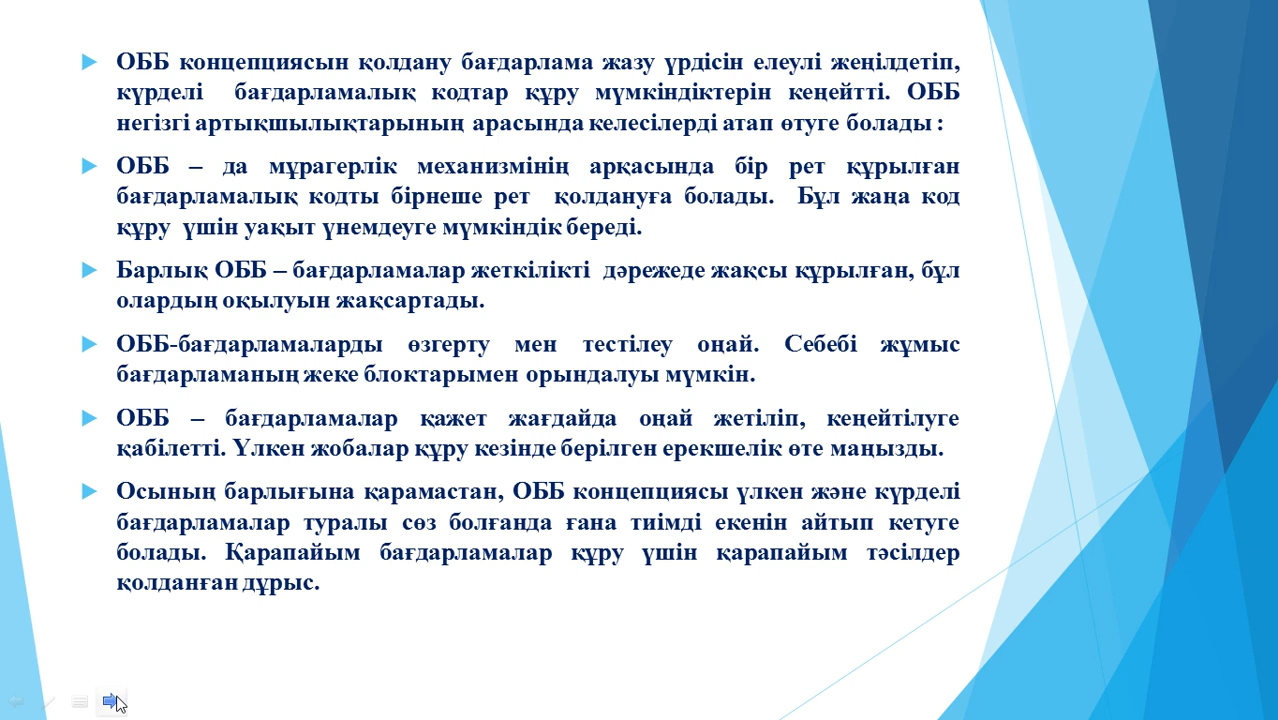 ОББ концепциясын қолдану бағдарлама жазу үрдісін елеулі жеңілдетіп,
күрделі бағдарламалық кодтар құру мүмкіндіктерін кеңейтті. ОББ
негізгі артықшылықтарының арасында келесілерді атап өтуге болады :
ОББ – да мұрагерлік механизмінің арқасында бір рет құрылған
бағдарламалық кодты бірнеше рет қолдануға болады. Бұл жаңа код
құру үшін уақыт үнемдеуге мүмкіндік береді.
Барлық ОББ – бағдарламалар жеткілікті дәрежеде жақсы құрылған, бұл
олардың оқылуын жақсартады.
ОББ-бағдарламаларды өзгерту мен тестілеу оңай. Себебі жұмыс
бағдарламаның жеке блоктарымен орындалуы мүмкін.
ОББ – бағдарламалар қажет жағдайда оңай жетіліп, кеңейтілуге
қабілетті. Үлкен жобалар құру кезінде берілген ерекшелік өте маңызды.
Осының барлығына қарамастан, ОББ концепциясы үлкен және күрделі
бағдарламалар туралы сөз болғанда ғана тиімді екенін айтып кетуге
болады. Қарапайым бағдарламалар құру үшін қарапайым тәсілдер
қолданған дұрыс.